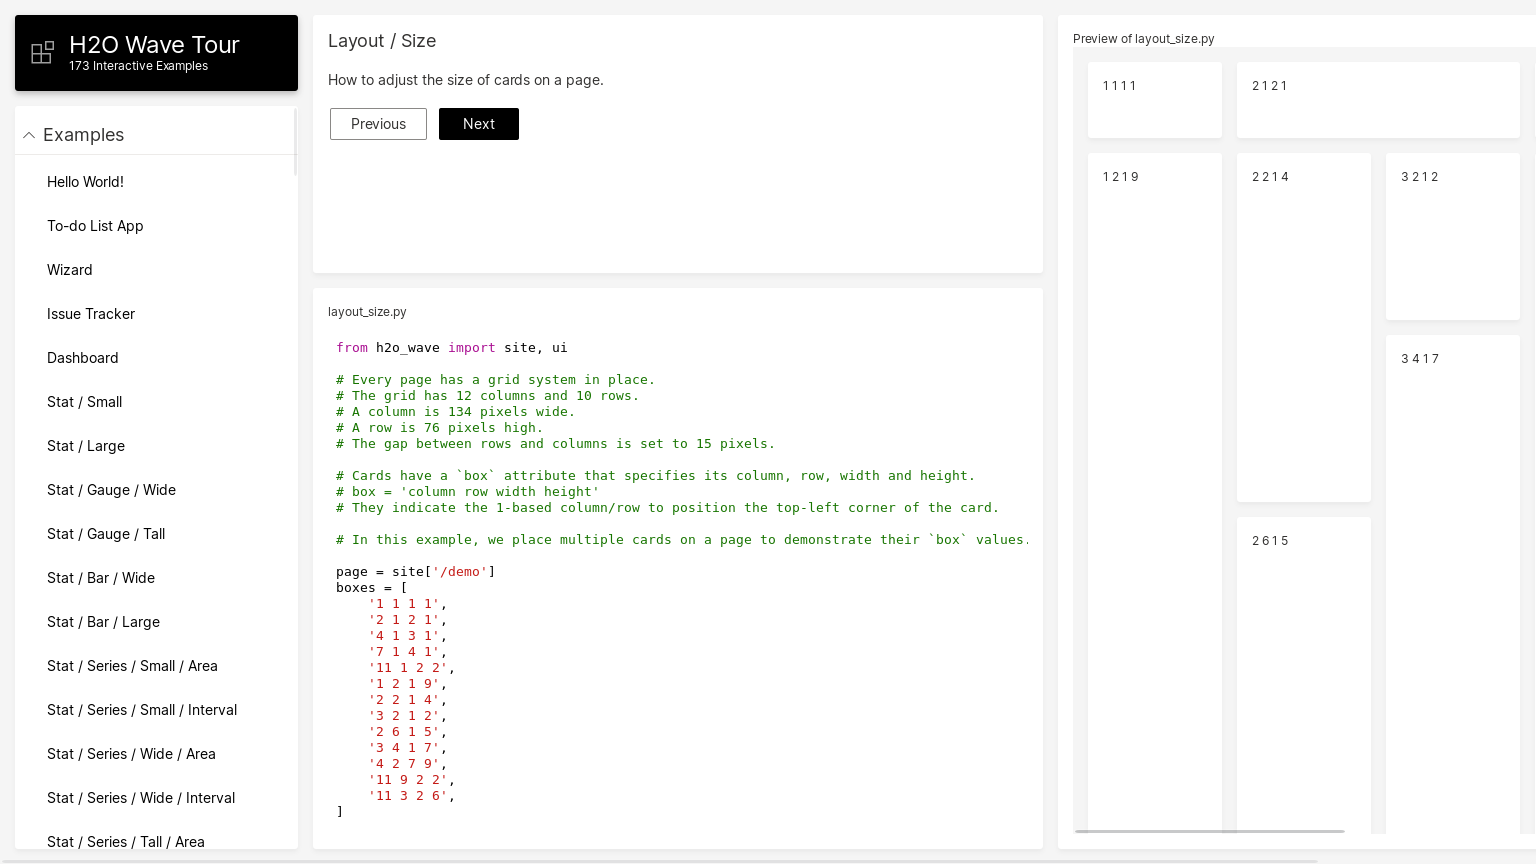 H2O Wave Tour
173 Interactive Examples
Examples
Hello World!
To-do List App
Wizard
Issue Tracker
Dashboard
Stat / Small
Stat / Large
Stat / Gauge / Wide
Stat / Gauge / Tall
Stat / Bar / Wide
Stat / Bar / Large
Stat / Series / Small / Area
Stat / Series / Small / Interval
Stat / Series / Wide / Area
Stat / Series / Wide / Interval
Stat / Series / Tall / Area
Layout / Size
How to adjust the size of cards on a page.
Previous
Next
layout_size.py
from h2o_wave import site, ui
# Every page has a grid system in place.
# The grid has 12 columns and 10 rows.
# A column is 134 pixels wide.
# A row is 76 pixels high.
# The gap between rows and columns is set to 15 pixels.
# Cards have a `box` attribute that specifies its column, row, width and height.
# box = 'column row width height'
# They indicate the 1-based column/row to position the top-left corner of the card.
# In this example, we place multiple cards on a page to demonstrate their `box` values.
page = site['/demo']
boxes = [
    '1 1 1 1',
    '2 1 2 1',
    '4 1 3 1',
    '7 1 4 1',
    '11 1 2 2',
    '1 2 1 9',
    '2 2 1 4',
    '3 2 1 2',
    '2 6 1 5',
    '3 4 1 7',
    '4 2 7 9',
    '11 9 2 2',
    '11 3 2 6',
]
Preview of layout_size.py
1 1 1 1
2 1 2 1
1 2 1 9
2 2 1 4
3 2 1 2
3 4 1 7
2 6 1 5